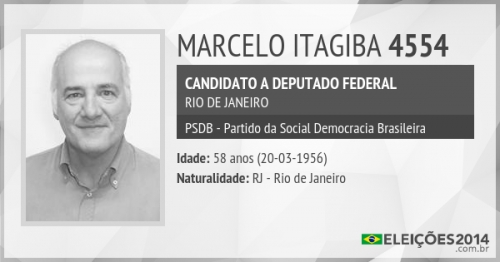 MARCELO ITAGIBA 4554
CANDIDATO A DEPUTADO FEDERAL
RIO DE JANEIRO
PSDB - Partido da Social Democracia Brasileira
Idade: 58 anos (20-03-1956)
Naturalidade: RJ - Rio de Janeiro
ELEIÇÕES2014
.com.br